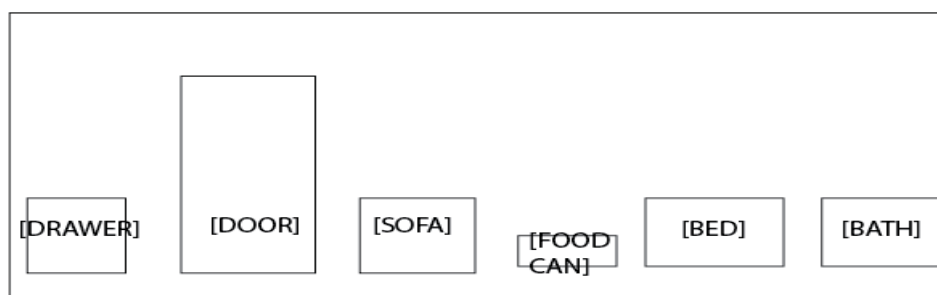 [DRAWER]
[DOOR]
[SOFA]
[FOOD
CAN]
[BED]
[BATH]